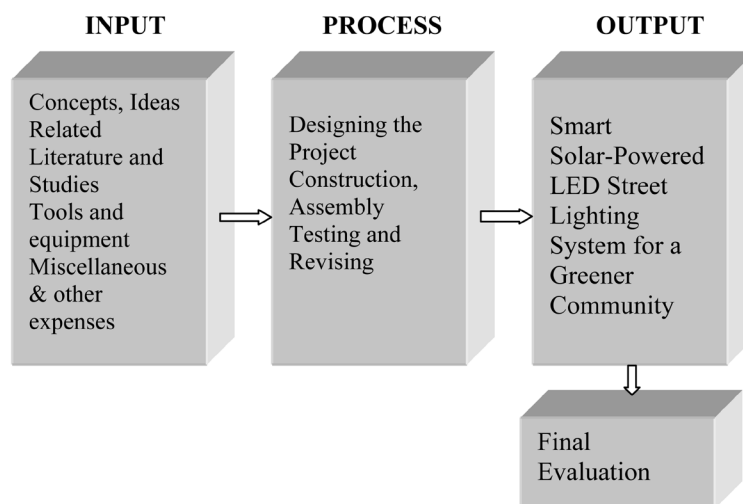 INPUT
PROCESS
OUTPUT
Concepts, Ideas
Related
Literature and
Studies
Tools and
equipment
Miscellaneous
& other
expenses
Designing the
Project
Construction,
Assembly
Testing and
Revising
Smart
Solar-Powered
LED Street
Lighting
System for a
Greener
Community
Final
Evaluation